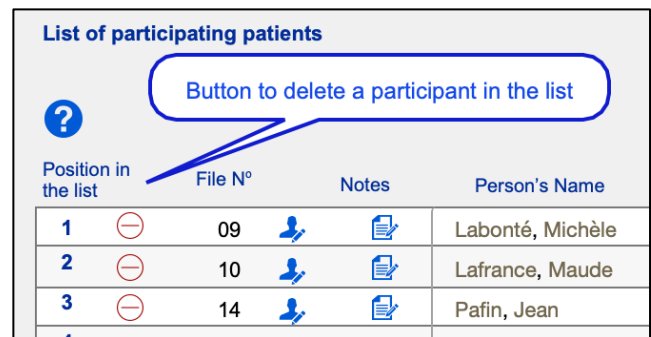 List of participating patients
Button to delete a participant in the list
?
Position in
the list
File Nº
Notes
Person's Name
1 09 Labonté, Michèle
2 10 Lafrance, Maude
3 14 Pafin, Jean